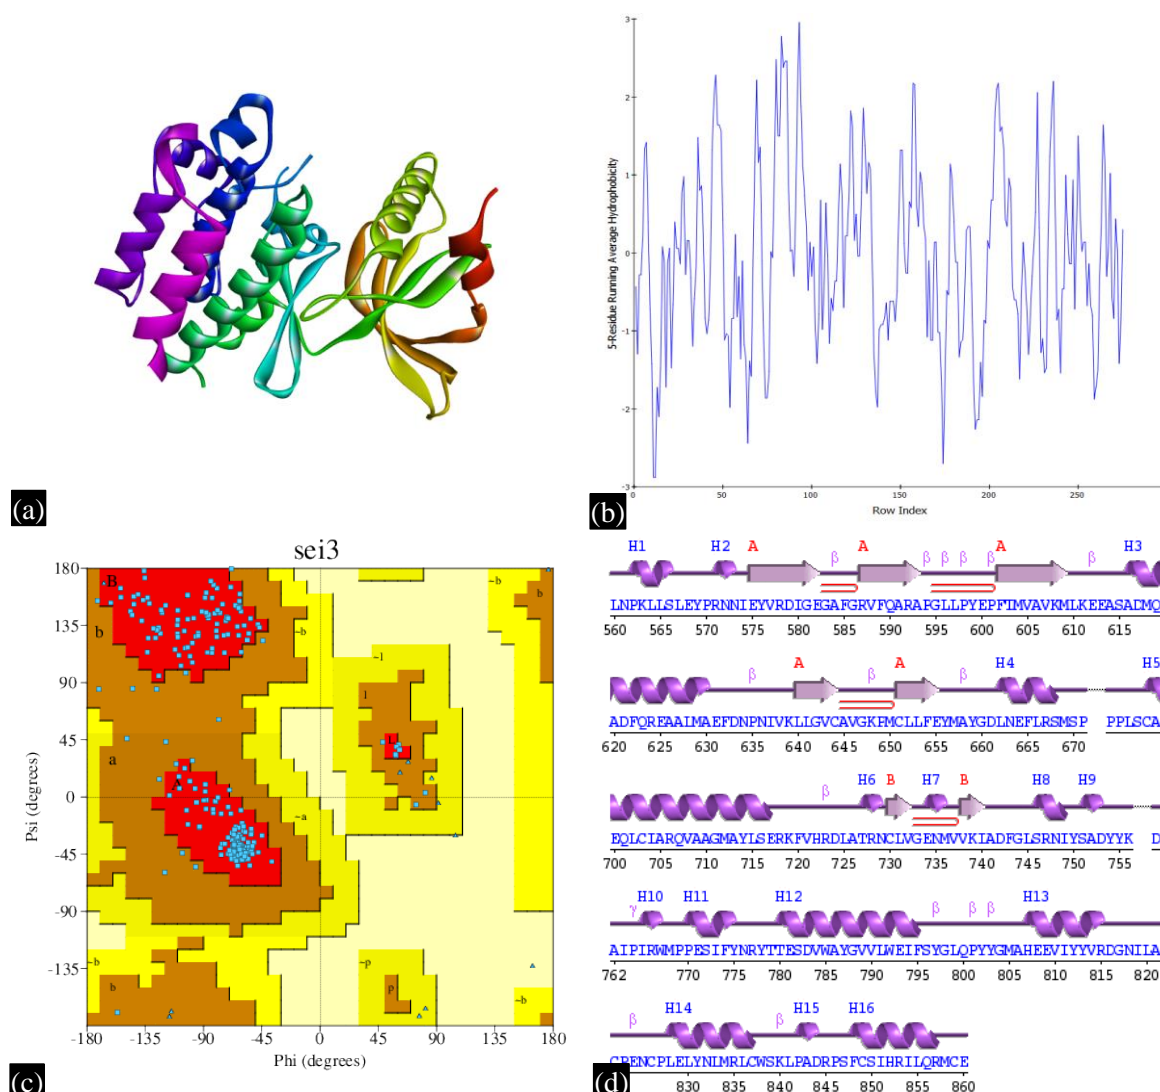 (a)
3
2
1
0
-1
-2
-3
0 50 100 150 200 250
5-Residue Running Average Hydrophobicity
Row Index
(b)
sei3
180
135
90
45
0
-45
-90
-135
-180 -135 -90 -45 0 45 90 135 180
Psi (degrees)
Phi (degrees)
B
b
~b
~b
b
~l
l
a
A
~a
~b
b
b
~p
p
~b
(c)
H1 H2 A β A β β β β A β H3
LNPKLLSLEYPRNNIEYVRDIGEGAFGRVFQARAPGLLPYEPFTMVAVKMLKEEASADMQ
560 565 570 575 580 585 590 595 600 605 610 615
β A β A β H4 H5
ADFQREAALMAEFDNPNIVKLLGVCAVGKPMCLLFEYMAYGDLNEFLRSMSP PPLSCA
620 625 630 635 640 645 650 655 660 665 670
β H6 B H7 B H8 H9
EQLCIARQVAAGMAYLSERKFVHRDLATRNCLVGENMVVKIADFGLSRNIYSADYYK D
700 705 710 715 720 725 730 735 740 745 750 755
γ H10 H11 H12 β β β H13
AIPIRWMPPESIFYNRYTTESDVWAYGVVLWEIFSYGLQPYYGMAHEEVIYYVRDGNILA
762 770 775 780 785 790 795 800 805 810 815 820
β H14 β H15 H16
CPENCPLELYNLMRLCWSKLPADRPSFCSIHRILQRMCE
830 835 840 845 850 855 860
(d)